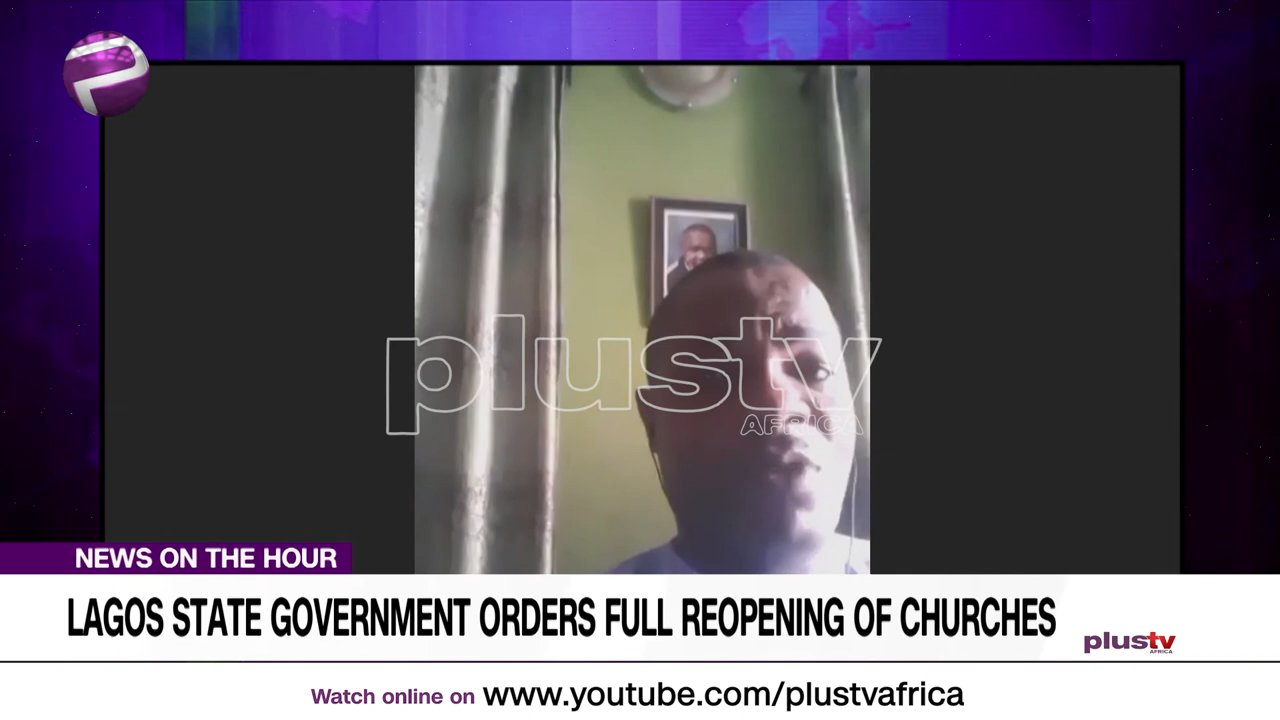 plustv
AFRICA
NEWS ON THE HOUR
LAGOS STATE GOVERNMENT ORDERS FULL REOPENING OF CHURCHES
plustv
AFRICA
Watch online on www.youtube.com/plustvafrica